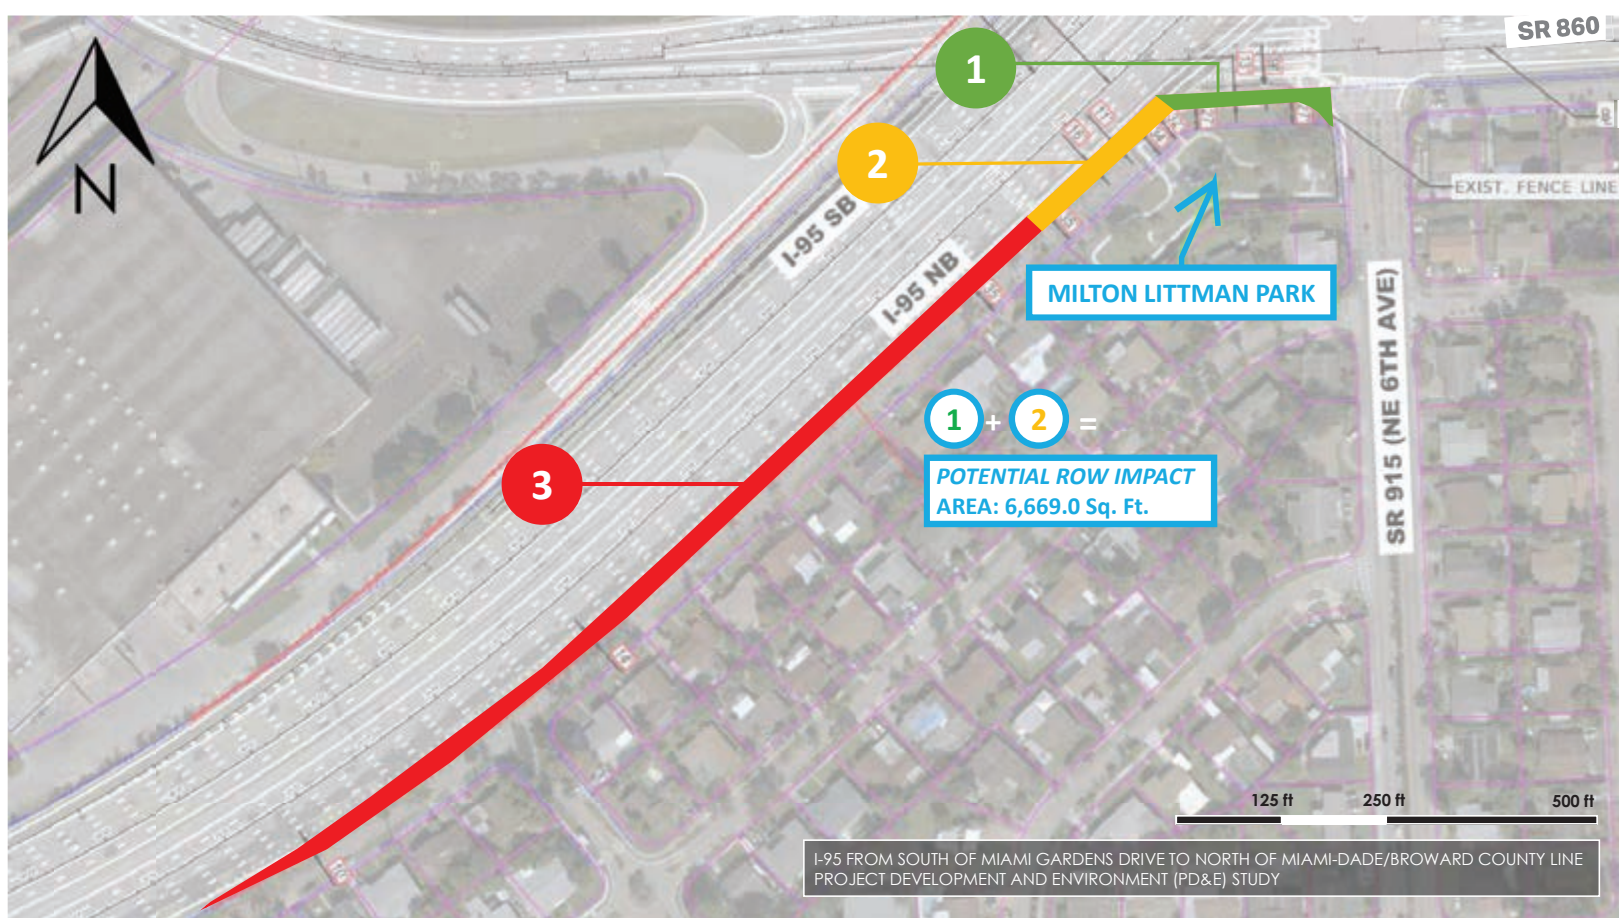 SR 860
1
2
N
I-95 SB
I-95 NB
EXIST. FENCE LINE
MILTON LITTMAN PARK
SR 915 (NE 6TH AVE)
1 + 2 =
POTENTIAL ROW IMPACT
AREA: 6,669.0 Sq. Ft.
3
125 ft 250 ft 500 ft
I-95 FROM SOUTH OF MIAMI GARDENS DRIVE TO NORTH OF MIAMI-DADE/BROWARD COUNTY LINE
PROJECT DEVELOPMENT AND ENVIRONMENT (PD&E) STUDY